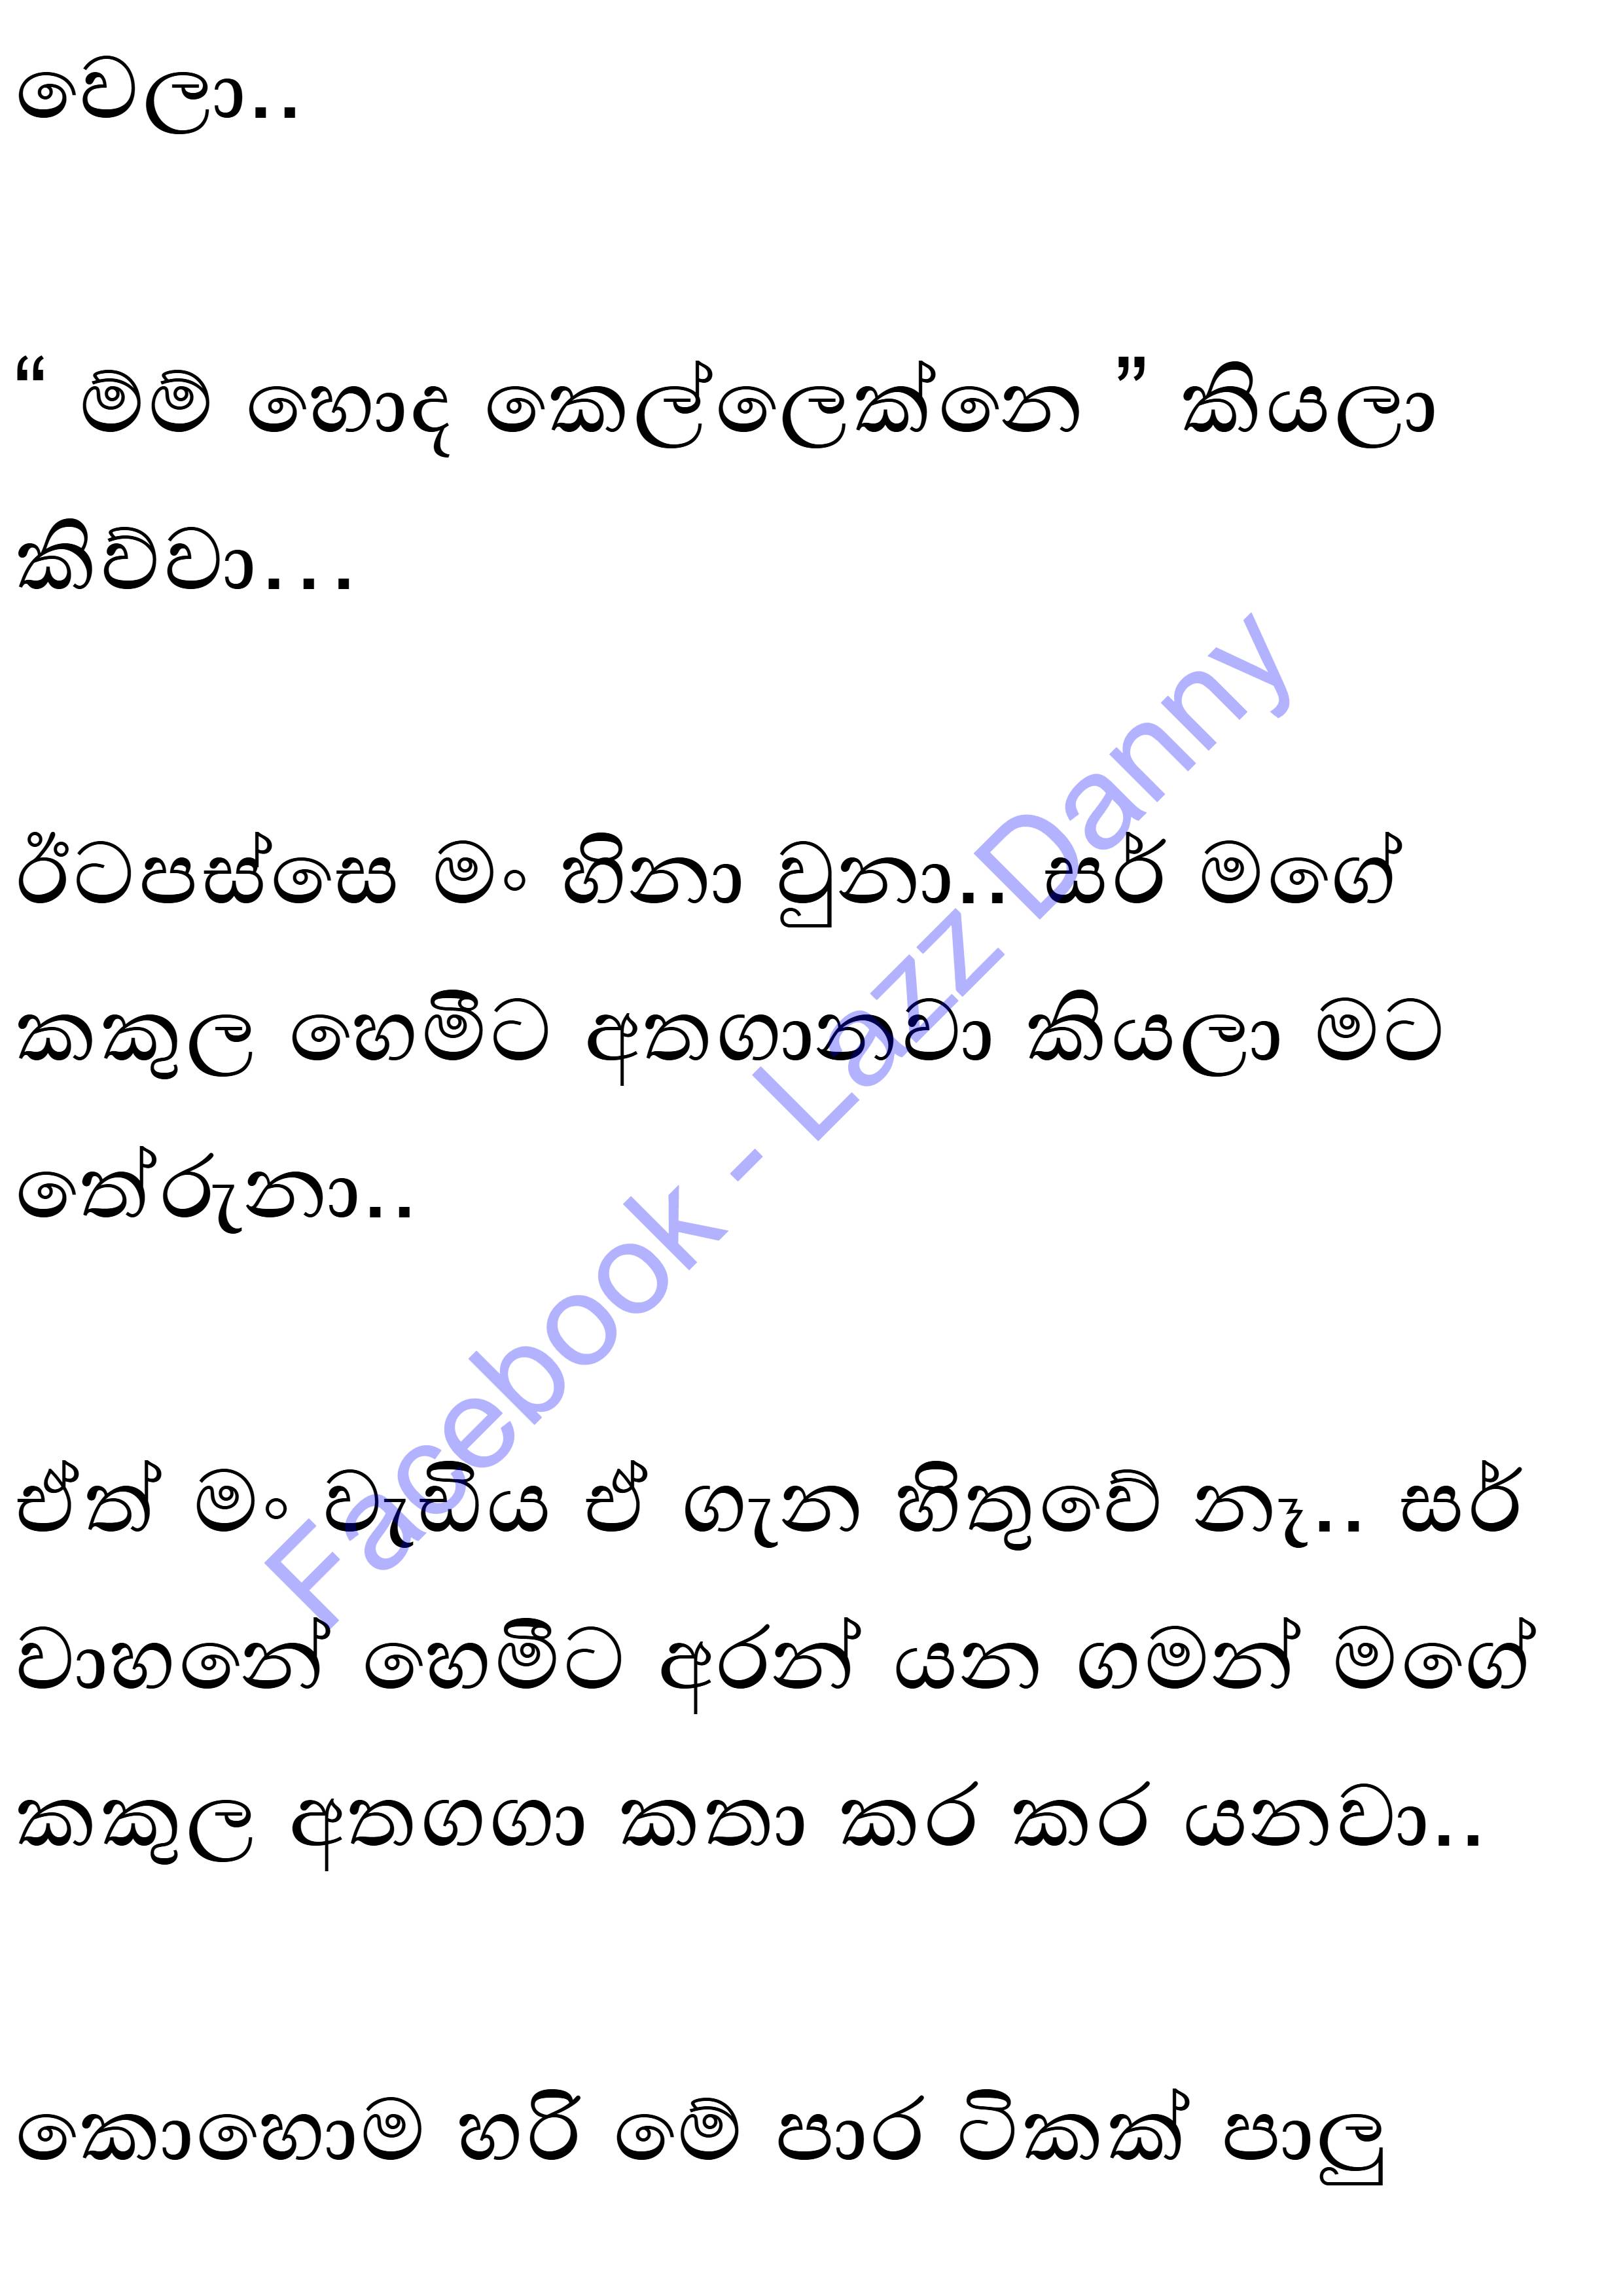 වෙලා..
“ ම්ම් හොද කෙල්ලෙක්නෙ ” කියලා
කිව්වා...
ඊටපස්සෙ මං හිනා වුනා.. සර් මගේ
කකුල හෙමීට අතගානවා කියලා මට
තේරුනා..
ඒත් මං වැඩිය ඒ ගැන හිතුවේ නෑ.. සර්
වාහනේ හෙමීට අරන් යන ගමන් මගේ
කකුල අතගගා කතා කර කර යනවා..
කොහොම හරි මේ පාර ටිකක් පාලු
Facebook - Lazz Danny